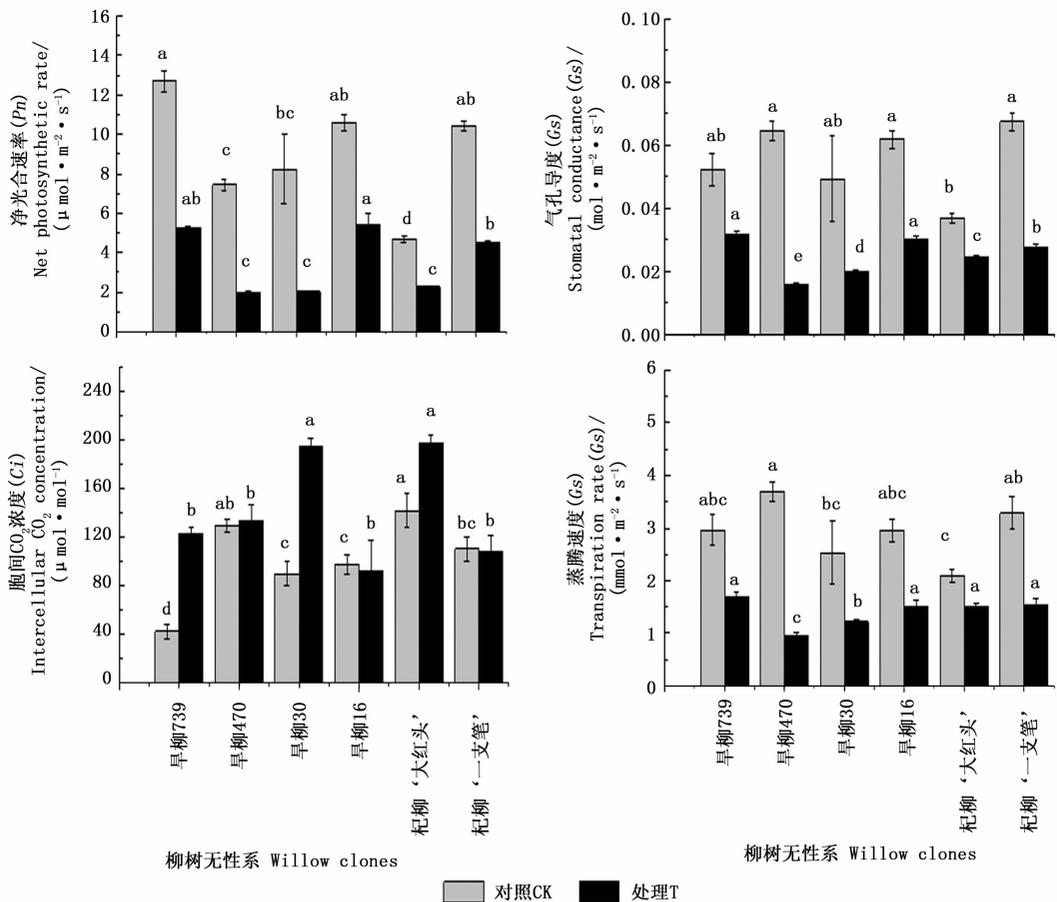 净光合速率(Pn)
Net photosynthetic rate/
(μmol·m⁻²·s⁻¹)
16
14
12
10
8
6
4
2
0
a
ab
c
c
bc
c
ab
a
d
c
ab
b
气孔导度(Gs)
Stomatal conductance(Gs)/
(mol·m⁻²·s⁻¹)
0.10
0.08
0.06
0.04
0.02
0.00
ab
a
a
e
ab
d
a
a
b
c
a
b
胞间CO₂浓度(Ci)
Intercellular CO₂ concentration/
(μmol·mol⁻¹)
240
200
160
120
80
40
0
d
b
ab
b
c
a
c
b
a
a
bc
b
旱柳739
旱柳470
旱柳30
旱柳16
杞柳‘大红头’
杞柳‘一支笔’
柳树无性系 Willow clones
蒸腾速度(Gs)
Transpiration rate(Gs)/
(mmol·m⁻²·s⁻¹)
6
5
4
3
2
1
0
abc
a
a
c
bc
b
abc
a
c
a
ab
a
旱柳739
旱柳470
旱柳30
旱柳16
杞柳‘大红头’
杞柳‘一支笔’
柳树无性系 Willow clones
对照CK
处理T